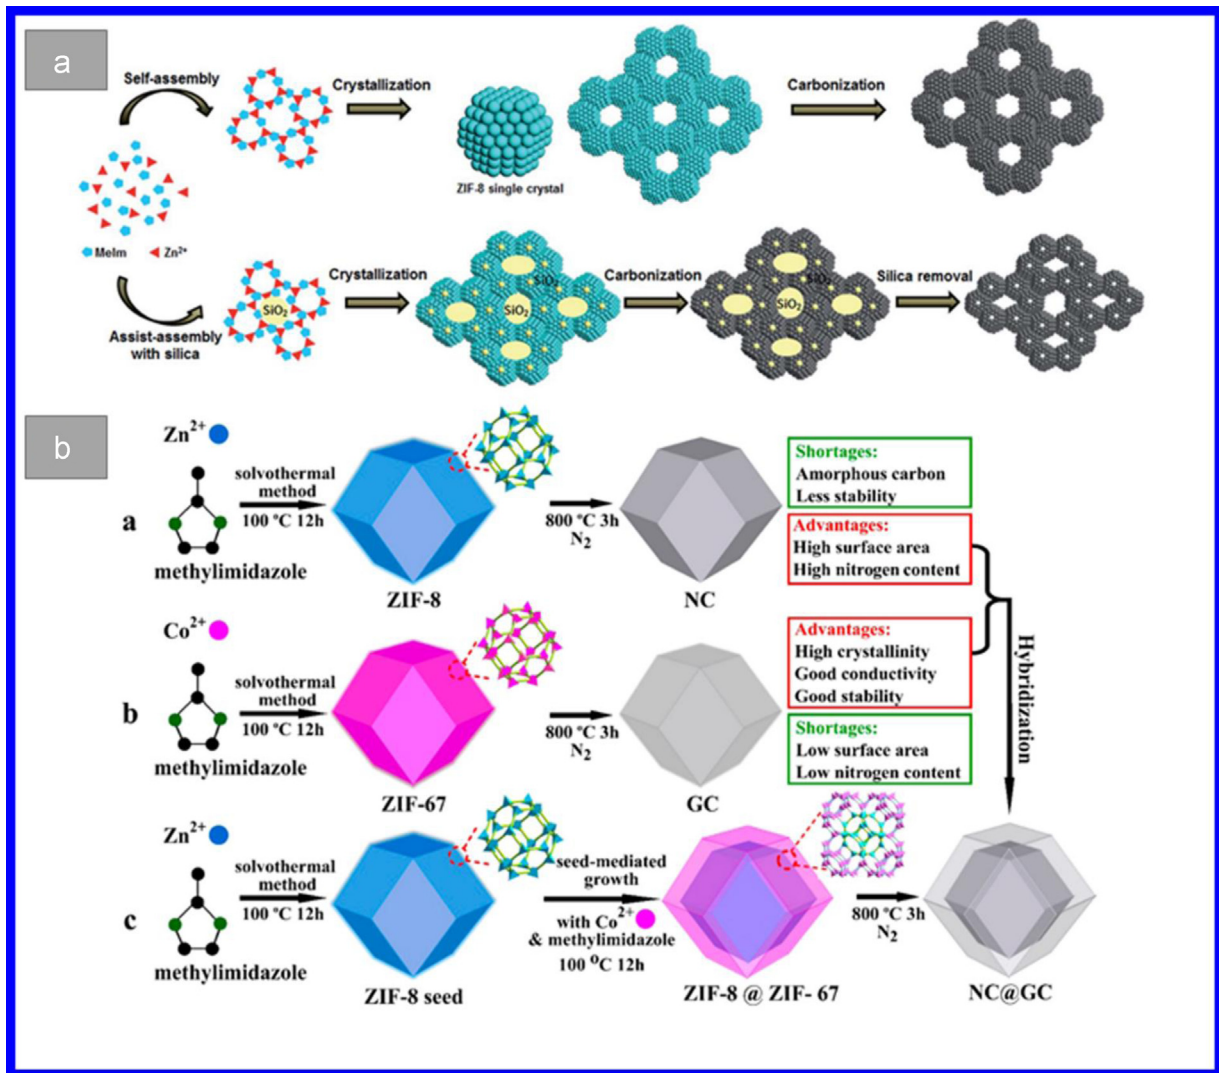 a
Self-assembly
Crystallization
Carbonization
ZIF-8 single crystal
MeIm
Zn²⁺
Assist-assembly
with silica
SiO₂
Crystallization
SiO₂
SiO₂
Carbonization
SiO₂
SiO₂
Silica removal
b
Zn²⁺
a
methylimidazole
solvothermal
method
100 °C 12h
ZIF-8
800 °C 3h
N₂
NC
Shortages:
Amorphous carbon
Less stability
Advantages:
High surface area
High nitrogen content
Co²⁺
b
methylimidazole
solvothermal
method
100 °C 12h
ZIF-67
800 °C 3h
N₂
GC
Advantages:
High crystallinity
Good conductivity
Good stability
Shortages:
Low surface area
Low nitrogen content
Hybridization
Zn²⁺
c
methylimidazole
solvothermal
method
100 °C 12h
ZIF-8 seed
seed-mediated
growth
with Co²⁺
& methylimidazole
100 °C 12h
ZIF-8 @ ZIF- 67
800 °C 3h
N₂
NC@GC